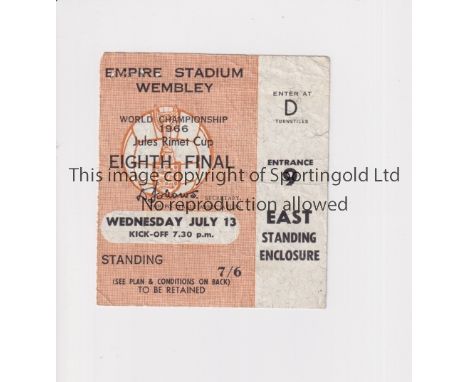 EMPIRE STADIUM
WEMBLEY
WORLD CHAMPIONSHIP
1966
Jules Rimet Cup
EIGHTH FINAL
This image is copyright of Sportingold Ltd
SECRETARY
No reproduction allowed
WEDNESDAY JULY 13
KICK-OFF 7.30 p.m.
STANDING
7/6
(SEE PLAN & CONDITIONS ON BACK)
TO BE RETAINED
ENTER AT
D
TURNSTILES
ENTRANCE
9
EAST
STANDING
ENCLOSURE